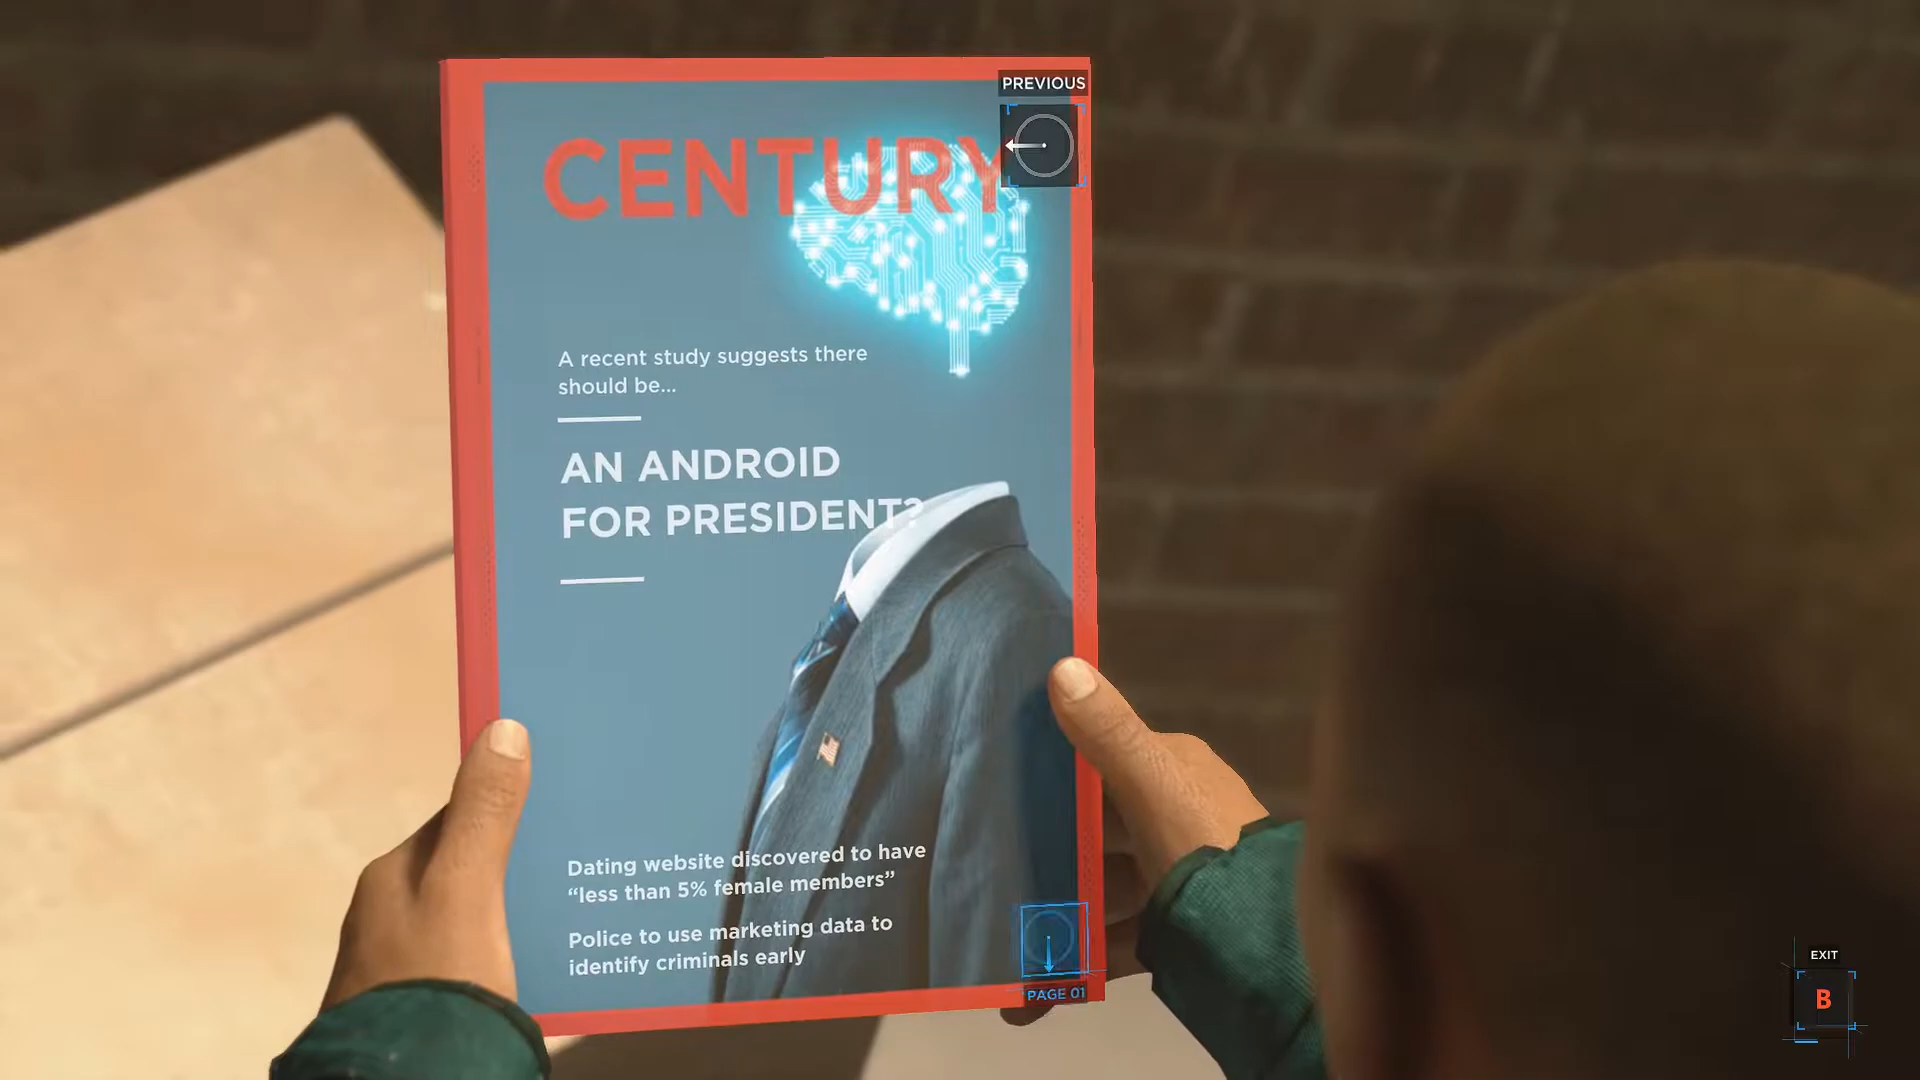 PREVIOUS
CENTURY
A recent study suggests there
should be...
AN ANDROID
FOR PRESIDENT?
Dating website discovered to have
“less than 5% female members”
Police to use marketing data to
identify criminals early
PAGE 01
EXIT
B